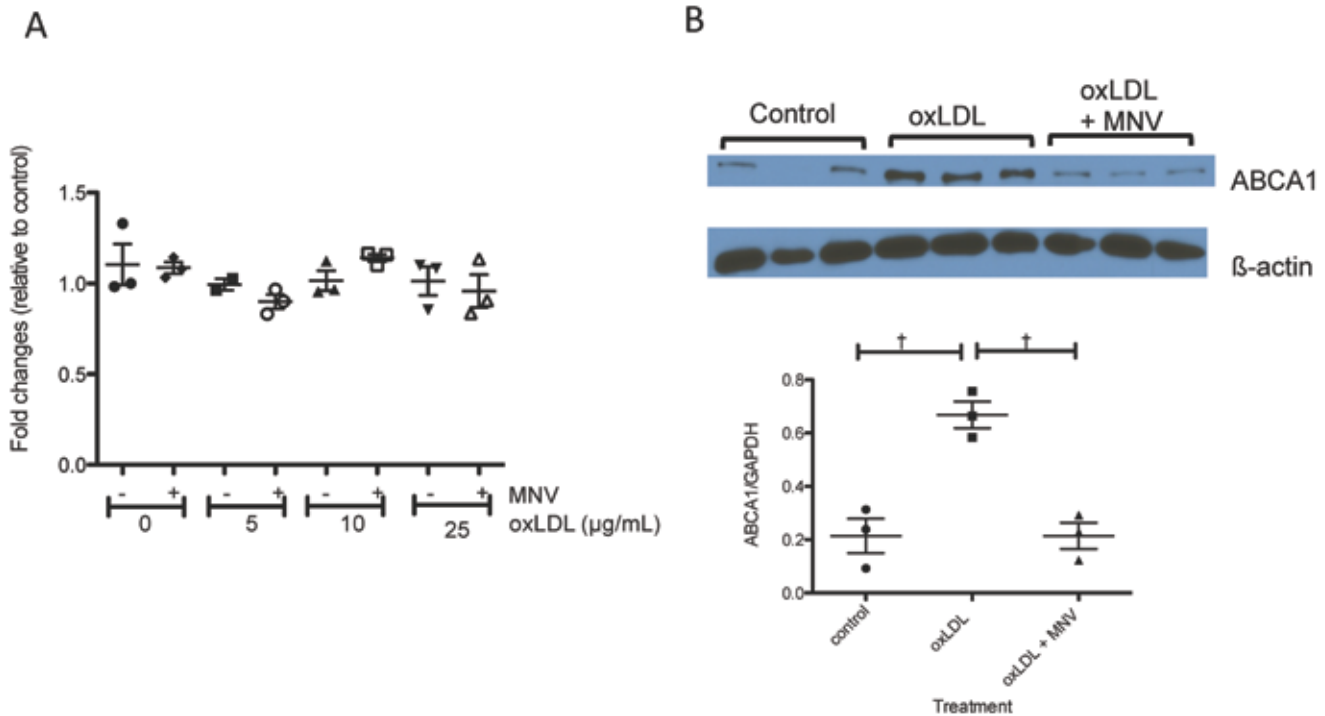 A
Fold changes (relative to control)
1.5
1.0
0.5
0.0
- + - + - + - + MNV
0 5 10 25 oxLDL (µg/mL)
B
Control
oxLDL
oxLDL
+ MNV
ABCA1
ß-actin
† †
ABCA1/GAPDH
0.8
0.6
0.4
0.2
0.0
control
oxLDL
oxLDL + MNV
Treatment